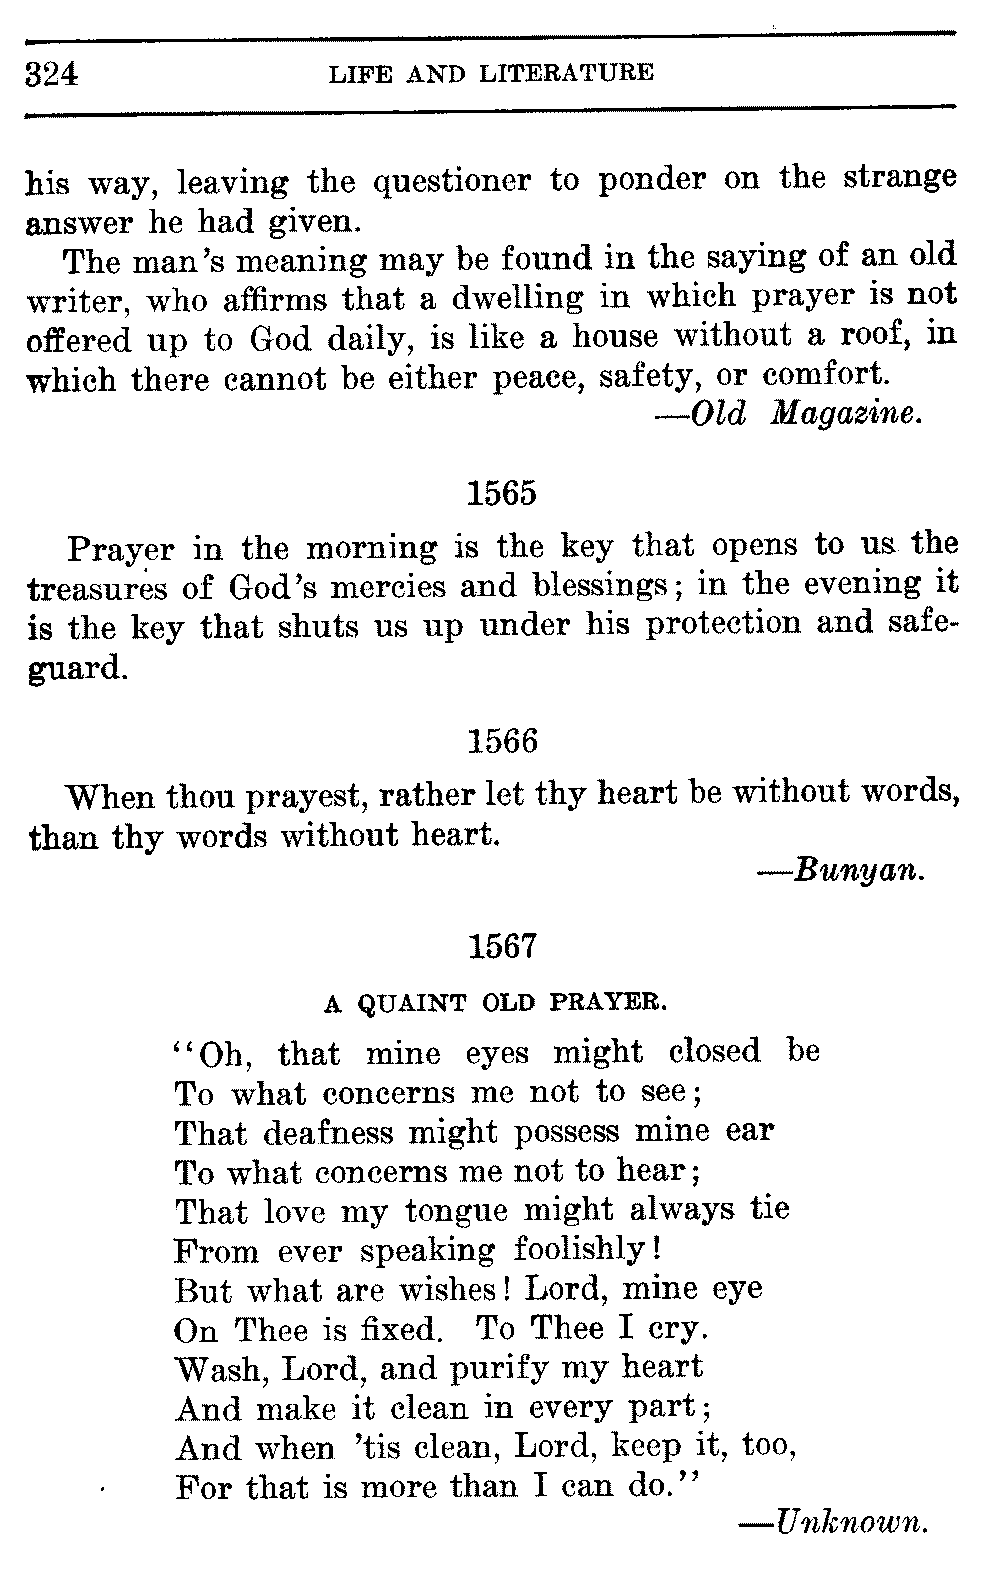 324 LIFE AND LITERATURE
his way, leaving the questioner to ponder on the strange
answer he had given.
The man's meaning may be found in the saying of an old
writer, who affirms that a dwelling in which prayer is not
offered up to God daily, is like a house without a roof, in
which there cannot be either peace, safety, or comfort.
—Old Magazine.
1565
Prayer in the morning is the key that opens to us the
treasures of God's mercies and blessings; in the evening it
is the key that shuts us up under his protection and safe-
guard.
1566
When thou prayest, rather let thy heart be without words,
than thy words without heart.
—Bunyan.
1567
A QUAINT OLD PRAYER.
"Oh, that mine eyes might closed be
To what concerns me not to see;
That deafness might possess mine ear
To what concerns me not to hear;
That love my tongue might always tie
From ever speaking foolishly!
But what are wishes! Lord, mine eye
On Thee is fixed. To Thee I cry.
Wash, Lord, and purify my heart
And make it clean in every part;
And when 'tis clean, Lord, keep it, too,
For that is more than I can do."
—Unknown.